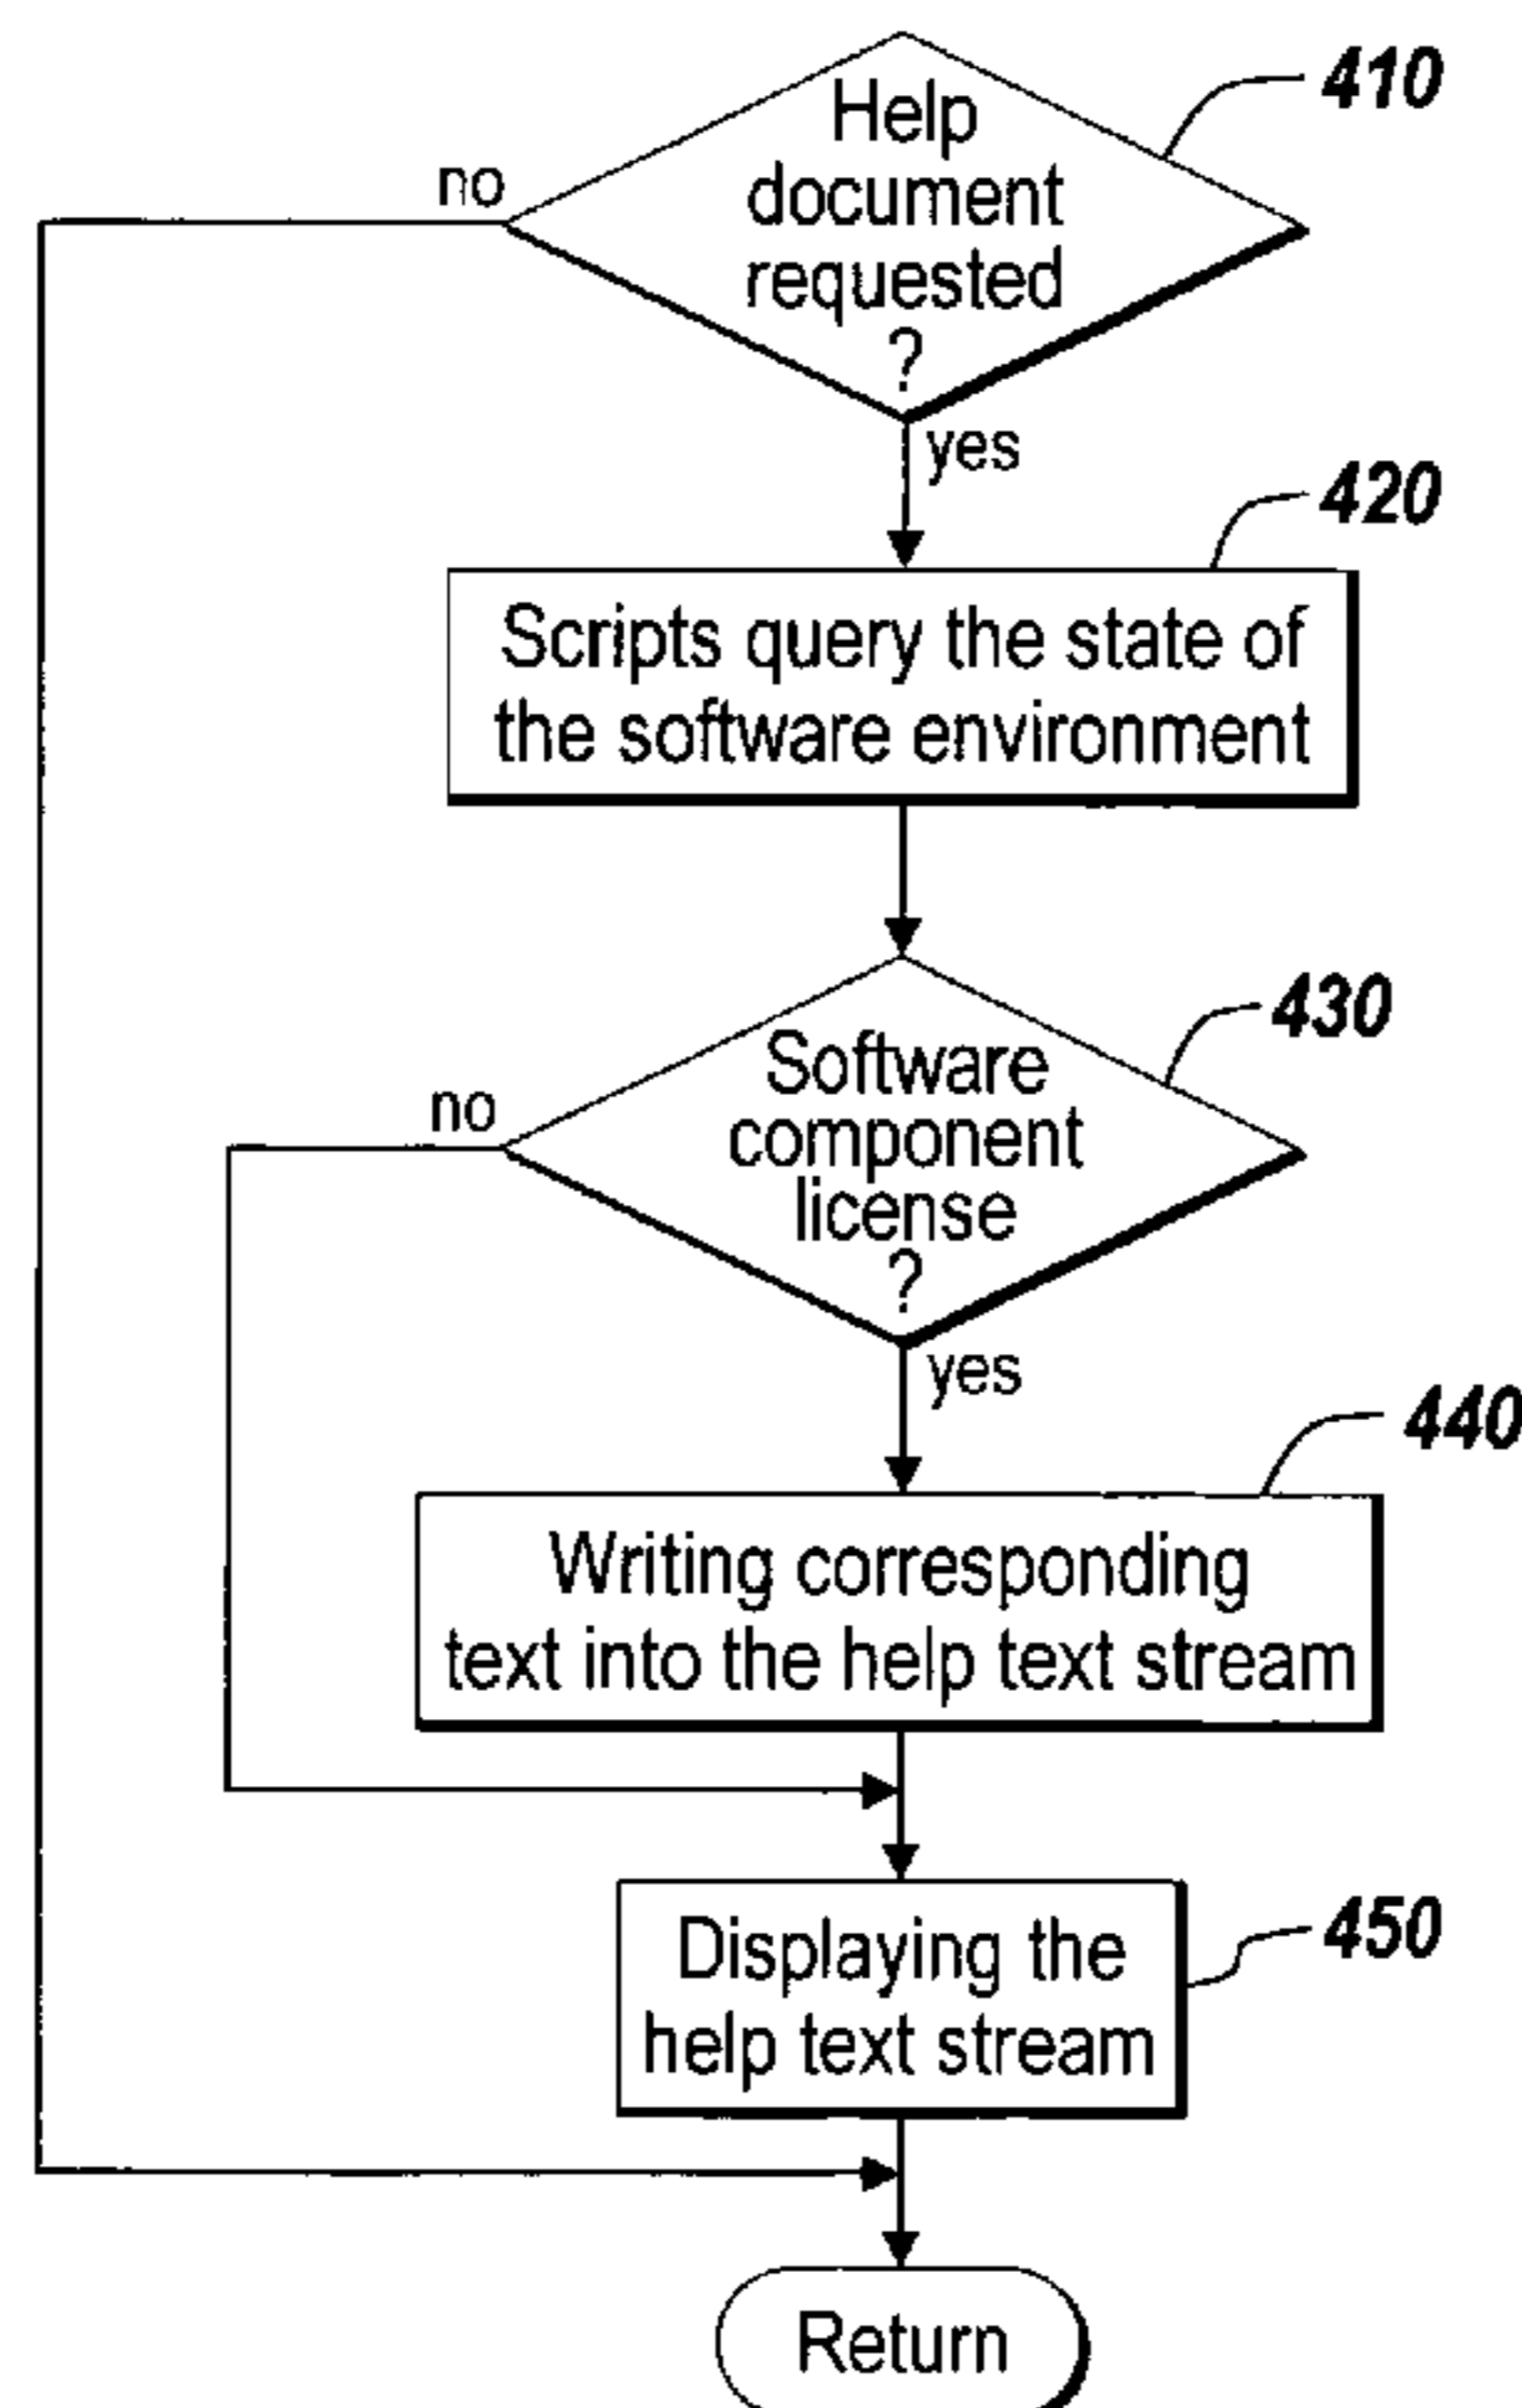 410
Help
document
requested
?
no
yes
420
Scripts query the state of
the software environment
430
Software
component
license
?
no
yes
440
Writing corresponding
text into the help text stream
450
Displaying the
help text stream
Return